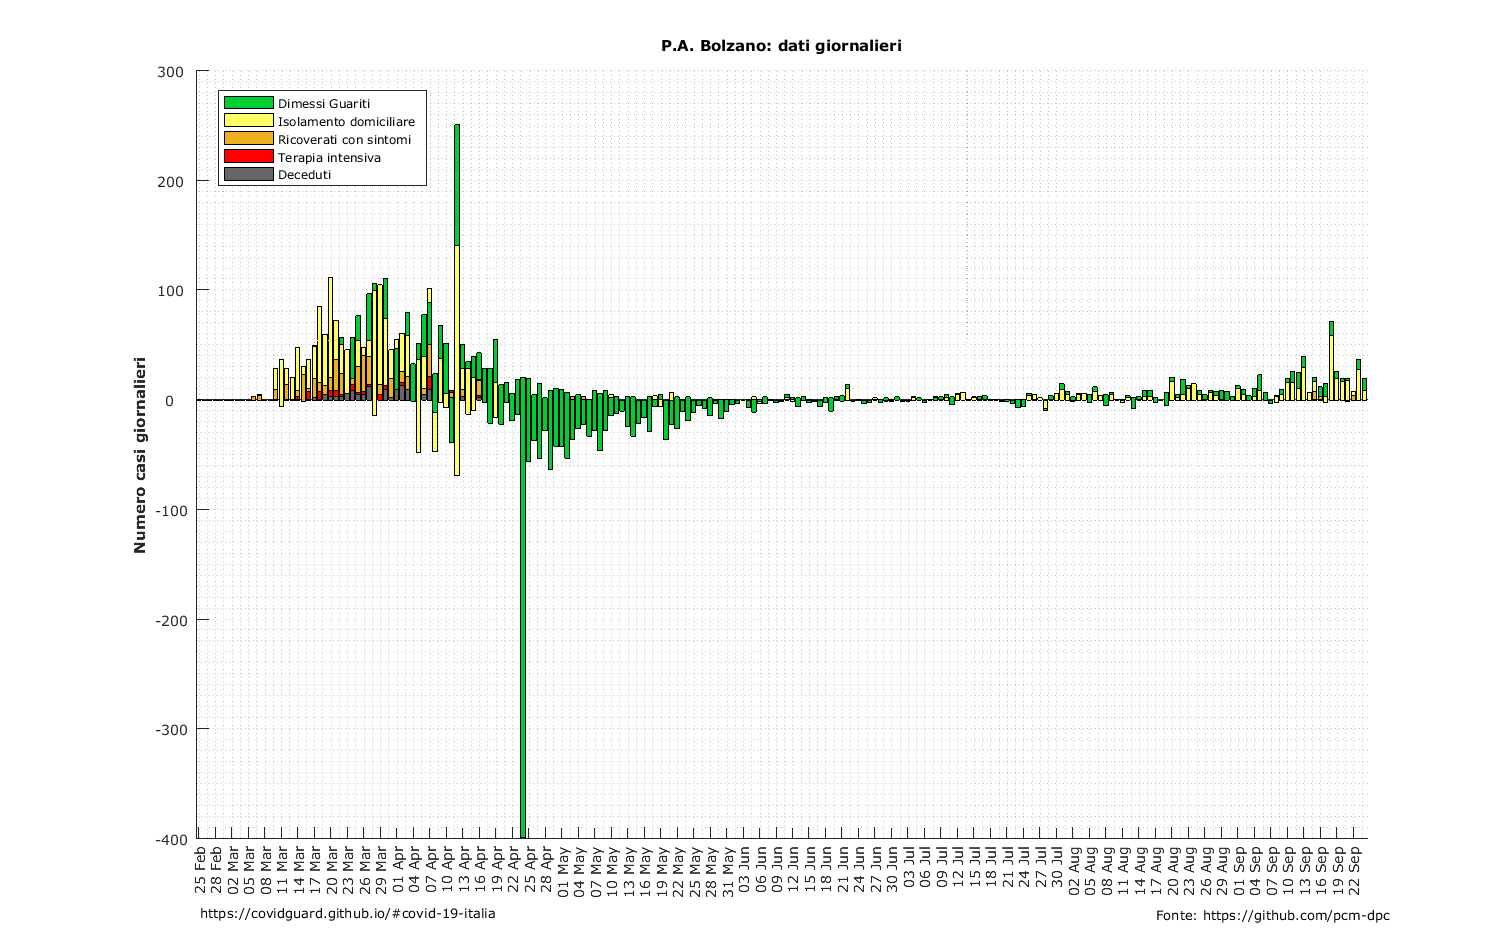 P.A. Bolzano: dati giornalieri
300
200
100
0
-100
-200
-300
-400
Numero casi giornalieri
Dimessi Guariti
Isolamento domiciliare
Ricoverati con sintomi
Terapia intensiva
Deceduti
25 Feb
28 Feb
02 Mar
05 Mar
08 Mar
11 Mar
14 Mar
17 Mar
20 Mar
23 Mar
26 Mar
29 Mar
01 Apr
04 Apr
07 Apr
10 Apr
13 Apr
16 Apr
19 Apr
22 Apr
25 Apr
28 Apr
01 May
04 May
07 May
10 May
13 May
16 May
19 May
22 May
25 May
28 May
31 May
03 Jun
06 Jun
09 Jun
12 Jun
15 Jun
18 Jun
21 Jun
24 Jun
27 Jun
30 Jun
03 Jul
06 Jul
09 Jul
12 Jul
15 Jul
18 Jul
21 Jul
24 Jul
27 Jul
30 Jul
02 Aug
05 Aug
08 Aug
11 Aug
14 Aug
17 Aug
20 Aug
23 Aug
26 Aug
29 Aug
01 Sep
04 Sep
07 Sep
10 Sep
13 Sep
16 Sep
19 Sep
22 Sep
https://covidguard.github.io/#covid-19-italia
Fonte: https://github.com/pcm-dpc